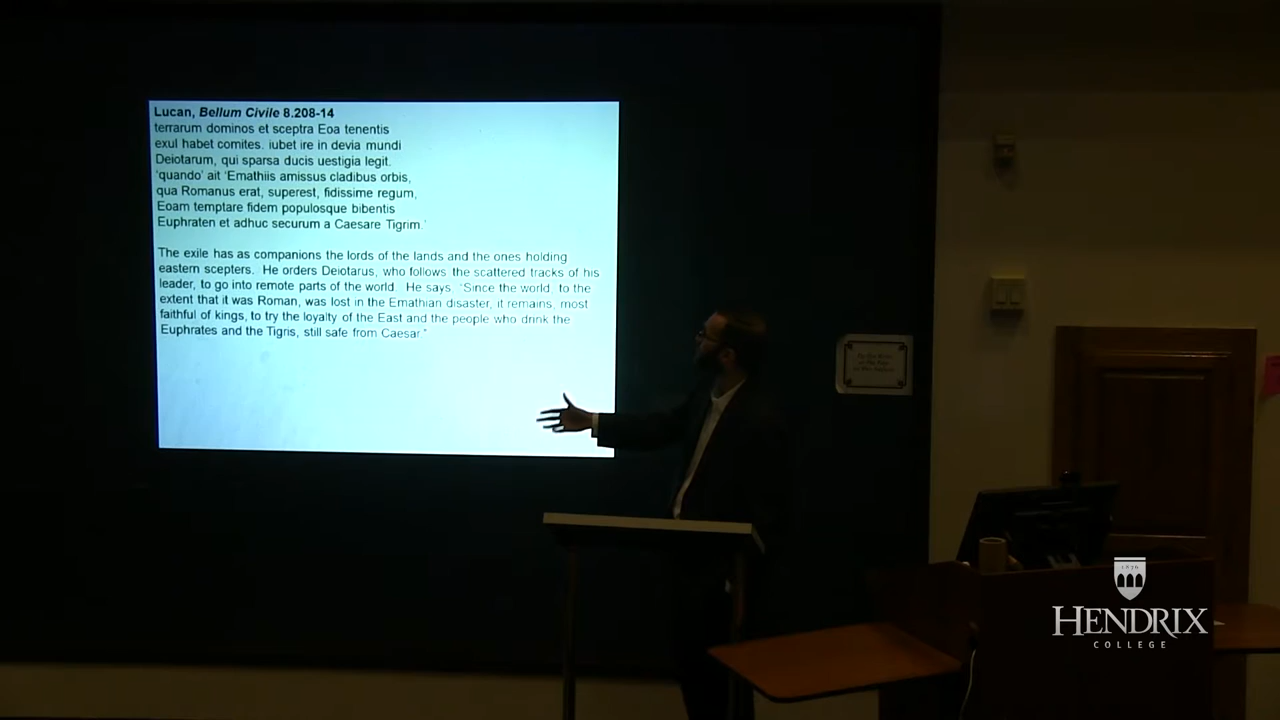 Lucan, Bellum Civile 8.208-14
terrarum dominos et sceptra Eoa tenentis
exul habet comites. iubet ire in devia mundi
Deiotarum, qui sparsa ducis uestigia legit.
'quando' ait 'Emathiis amissus cladibus orbis,
qua Romanus erat, superest, fidissime regum,
Eoam temptare fidem populosque bibentis
Euphraten et adhuc securum a Caesare Tigrim.'
The exile has as companions the lords of the lands and the ones holding
eastern scepters. He orders Deiotarus, who follows the scattered tracks of his
leader, to go into remote parts of the world. He says: "Since the world, to the
extent that it was Roman, was lost in the Emathian disaster, it remains, most
faithful of kings, to try the loyalty of the East and the people who drink the
Euphrates and the Tigris, still safe from Caesar."
1876
HENDRIX
COLLEGE